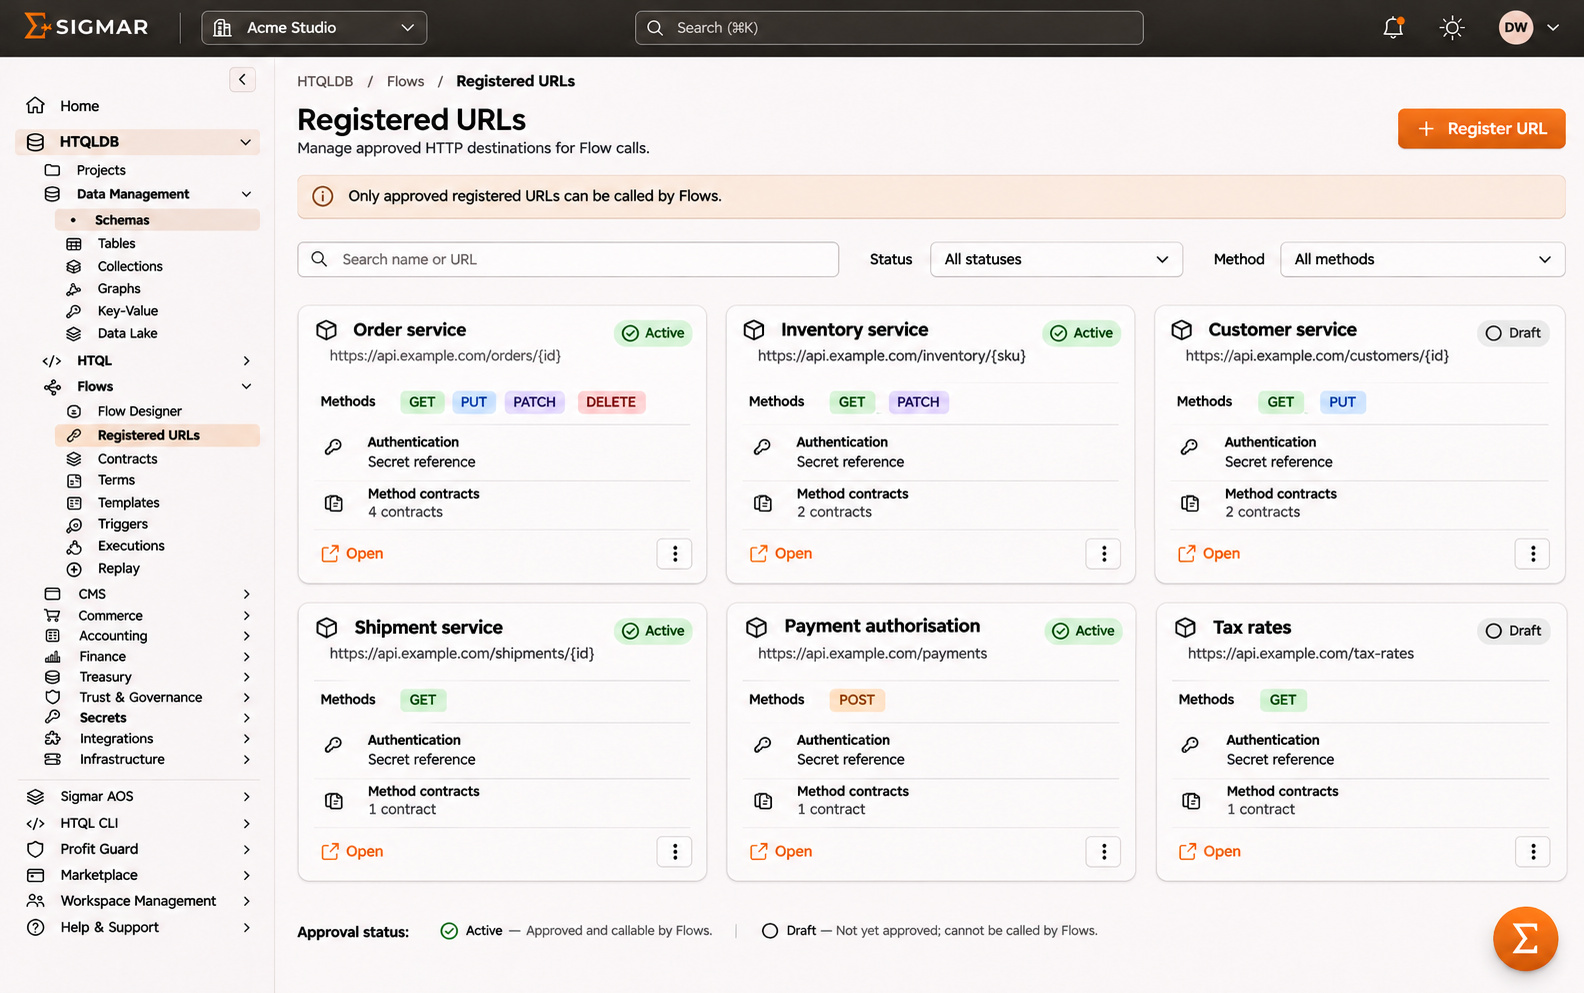 SIGMAR
Acme Studio
Search (⌘K)
DW
Home
HTQLDB
Projects
Data Management
Schemas
Tables
Collections
Graphs
Key-Value
Data Lake
HTQL
Flows
Flow Designer
Registered URLs
Contracts
Terms
Templates
Triggers
Executions
Replay
CMS
Commerce
Accounting
Finance
Treasury
Trust & Governance
Secrets
Integrations
Infrastructure
Sigmar AOS
HTQL CLI
Profit Guard
Marketplace
Workspace Management
Help & Support
HTQLDB / Flows / Registered URLs
Registered URLs
Manage approved HTTP destinations for Flow calls.
+ Register URL
Only approved registered URLs can be called by Flows.
Search name or URL
Status
All statuses
Method
All methods
Order service
Active
https://api.example.com/orders/{id}
Methods GET PUT PATCH DELETE
Authentication
Secret reference
Method contracts
4 contracts
Open
Inventory service
Active
https://api.example.com/inventory/{sku}
Methods GET PATCH
Authentication
Secret reference
Method contracts
2 contracts
Open
Customer service
Draft
https://api.example.com/customers/{id}
Methods GET PUT
Authentication
Secret reference
Method contracts
2 contracts
Open
Shipment service
Active
https://api.example.com/shipments/{id}
Methods GET
Authentication
Secret reference
Method contracts
1 contract
Open
Payment authorisation
Active
https://api.example.com/payments
Methods POST
Authentication
Secret reference
Method contracts
1 contract
Open
Tax rates
Draft
https://api.example.com/tax-rates
Methods GET
Authentication
Secret reference
Method contracts
1 contract
Open
Approval status: Active — Approved and callable by Flows. | Draft — Not yet approved; cannot be called by Flows.
Σ